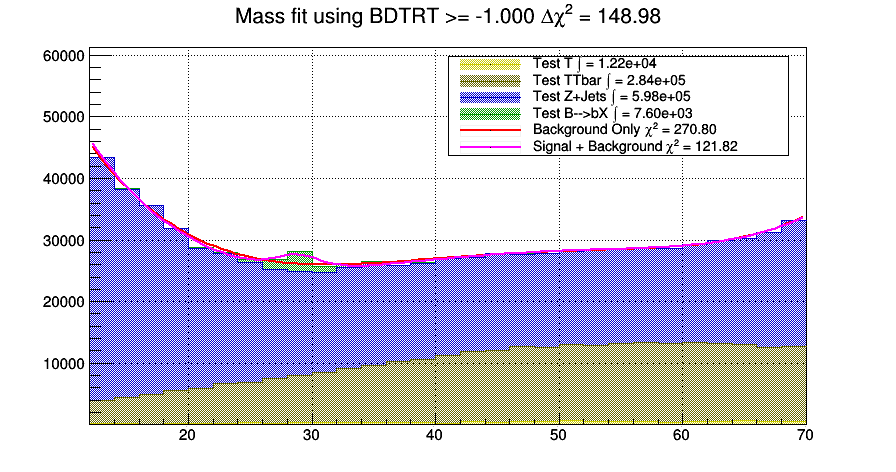 Mass fit using BDTRT >= -1.000 Δχ² = 148.98
60000
50000
40000
30000
20000
10000
Test T ∫ = 1.22e+04
Test TTbar ∫ = 2.84e+05
Test Z+Jets ∫ = 5.98e+05
Test B-->bX ∫ = 7.60e+03
Background Only χ² = 270.80
Signal + Background χ² = 121.82
20 30 40 50 60 70